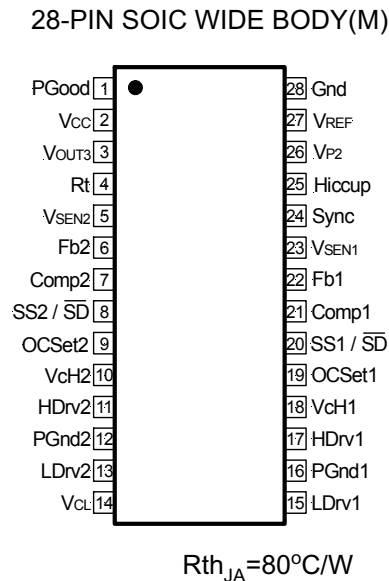 28-PIN SOIC WIDE BODY(M)
PGood 1 28 Gnd
VCC 2 27 VREF
VOUT3 3 26 VP2
Rt 4 25 Hiccup
VSEN2 5 24 Sync
Fb2 6 23 VSEN1
Comp2 7 22 Fb1
SS2 / S̅D̅ 8 21 Comp1
OCSet2 9 20 SS1 / S̅D̅
VcH2 10 19 OCSet1
HDrv2 11 18 VcH1
PGnd2 12 17 HDrv1
LDrv2 13 16 PGnd1
VCL 14 15 LDrv1
RthJA=80°C/W